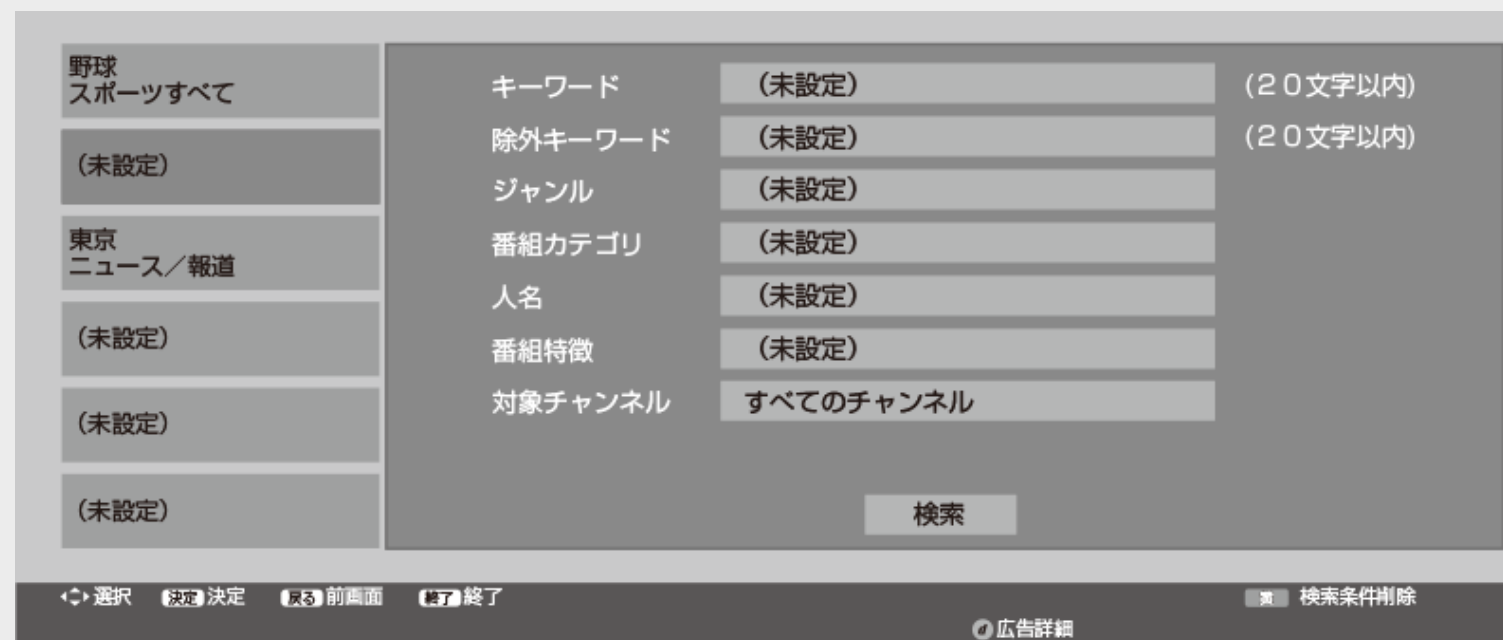 野球
スポーツすべて
（未設定）
東京
ニュース／報道
（未設定）
（未設定）
（未設定）
キーワード （未設定） (２０文字以内)
除外キーワード （未設定） (２０文字以内)
ジャンル （未設定）
番組カテゴリ （未設定）
人名 （未設定）
番組特徴 （未設定）
対象チャンネル すべてのチャンネル
検索
選択 決定 決定 戻る 前画面 終了 終了 黄 検索条件削除
d 広告詳細